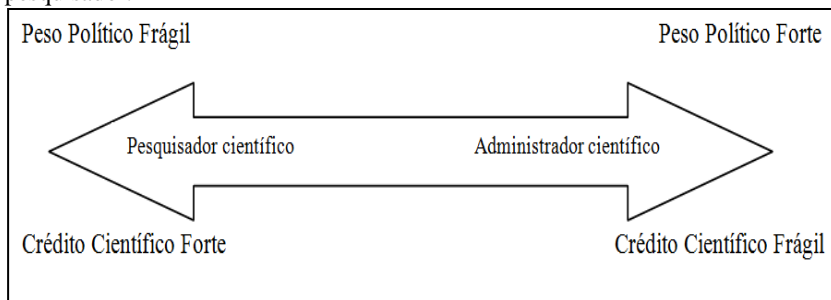 Peso Político Frágil Peso Político Forte
Pesquisador científico Administrador científico
Crédito Científico Forte Crédito Científico Frágil